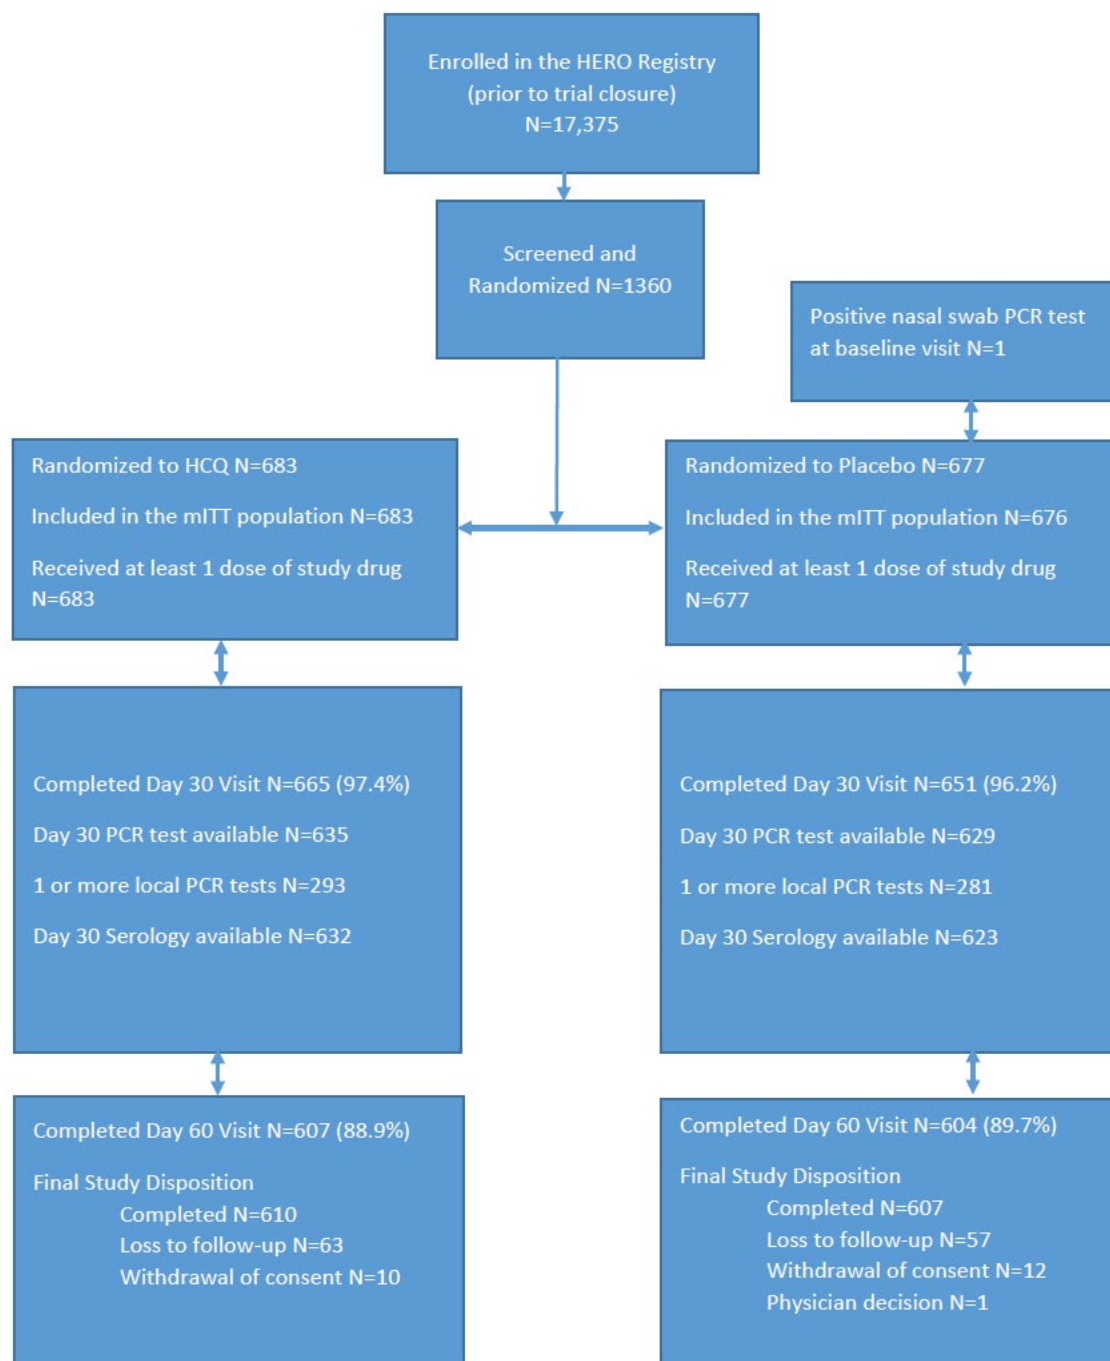 Enrolled in the HERO Registry
(prior to trial closure)
N=17,375
Screened and
Randomized N=1360
Positive nasal swab PCR test
at baseline visit N=1
Randomized to HCQ N=683
Included in the mITT population N=683
Received at least 1 dose of study drug
N=683
Randomized to Placebo N=677
Included in the mITT population N=676
Received at least 1 dose of study drug
N=677
Completed Day 30 Visit N=665 (97.4%)
Day 30 PCR test available N=635
1 or more local PCR tests N=293
Day 30 Serology available N=632
Completed Day 30 Visit N=651 (96.2%)
Day 30 PCR test available N=629
1 or more local PCR tests N=281
Day 30 Serology available N=623
Completed Day 60 Visit N=607 (88.9%)
Final Study Disposition
Completed N=610
Loss to follow-up N=63
Withdrawal of consent N=10
Completed Day 60 Visit N=604 (89.7%)
Final Study Disposition
Completed N=607
Loss to follow-up N=57
Withdrawal of consent N=12
Physician decision N=1